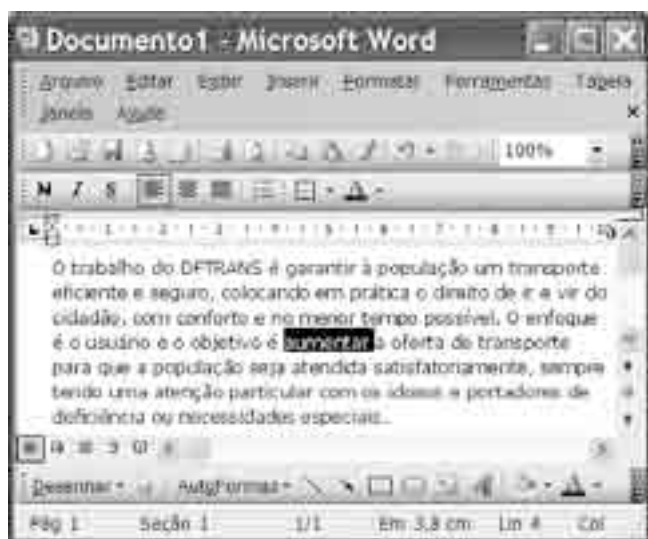 Documento1 - Microsoft Word
Arquivo Editar Exibir Inserir Formatar Ferramentas Tabela
Janela Ajuda
100%
N I S
O trabalho do DFTRANS é garantir à população um transporte
eficiente e seguro, colocando em prática o direito de ir e vir do
cidadão, com conforto e no menor tempo possível. O enfoque
é o usuário e o objetivo é aumentar a oferta de transporte
para que a população seja atendida satisfatoriamente, sempre
tendo uma atenção particular com os idosos e portadores de
deficiência ou necessidades especiais.
Desenhar AutoFormas
Pág 1 Seção 1 1/1 Em 3,8 cm Lin 4 Col